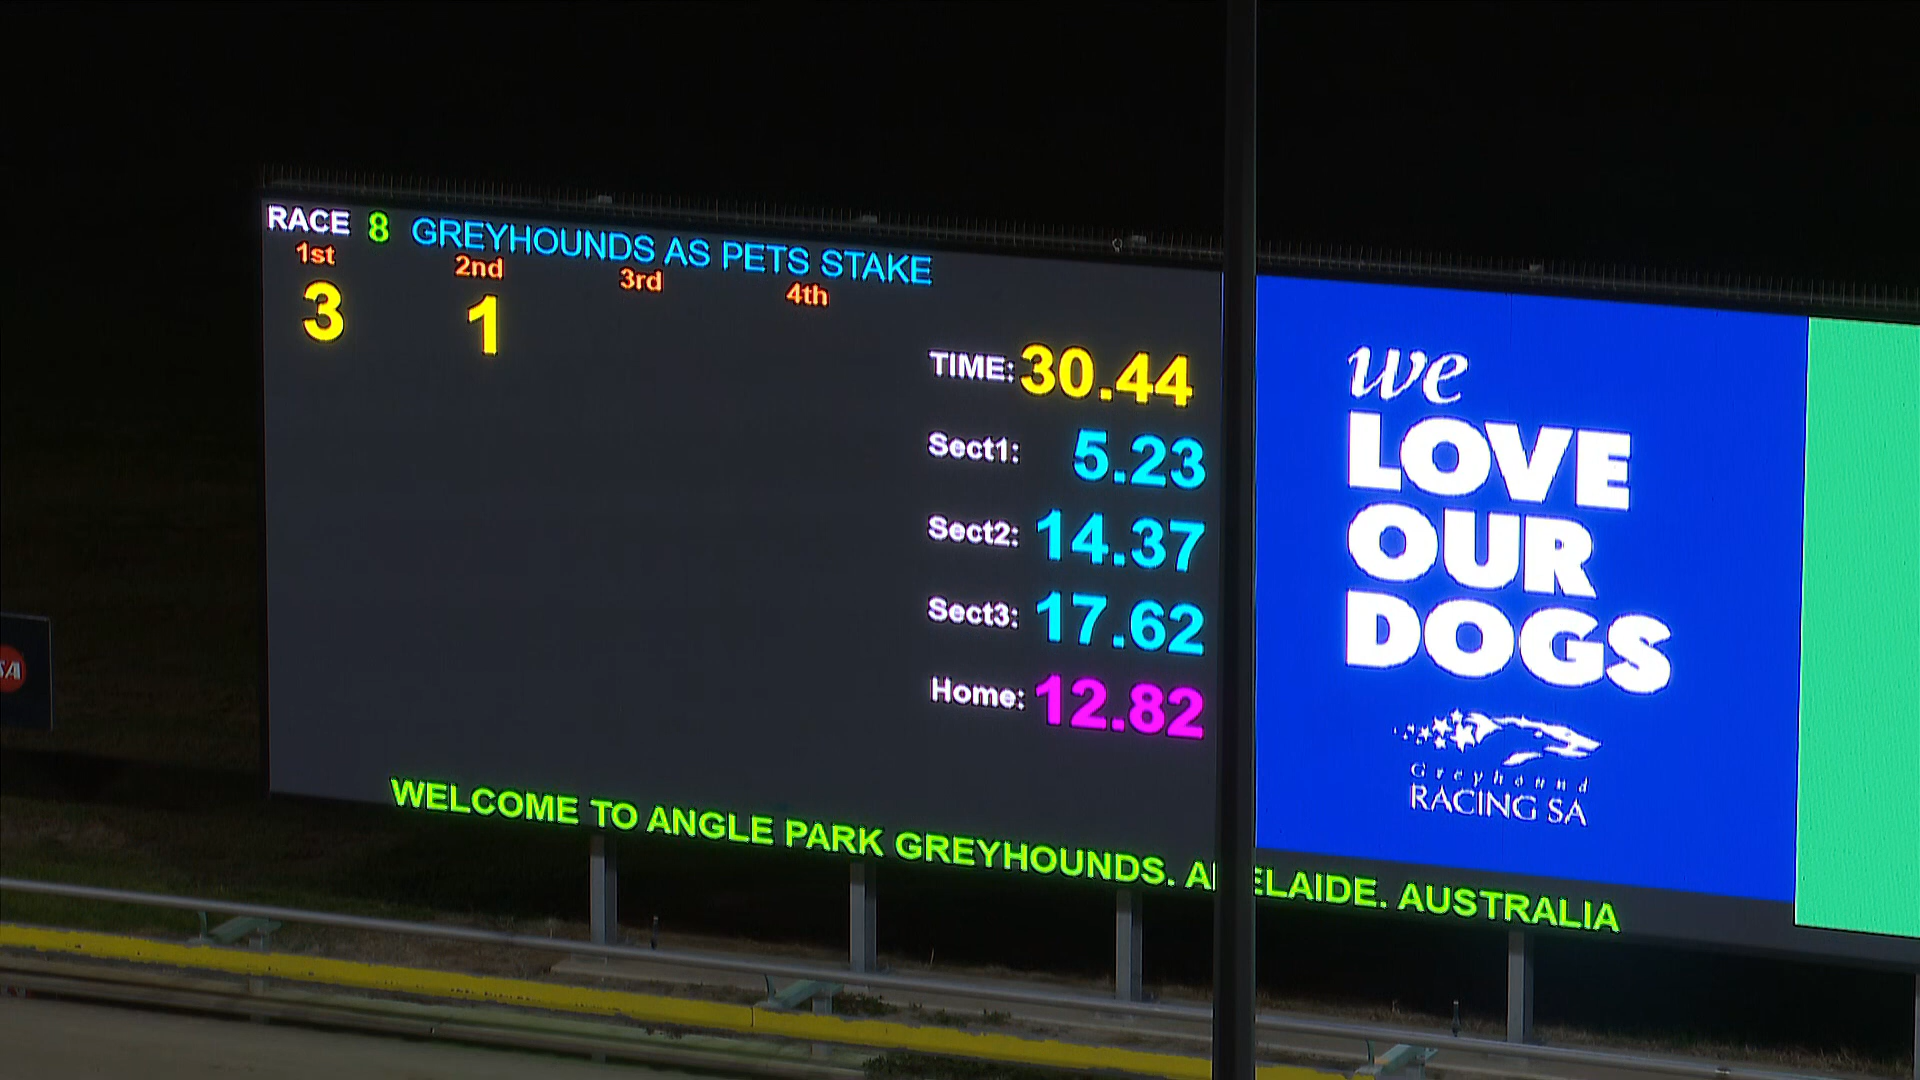 RACE 8 GREYHOUNDS AS PETS STAKE
1st 2nd 3rd 4th
3 1
TIME: 30.44
Sect1: 5.23
Sect2: 14.37
Sect3: 17.62
Home: 12.82
WELCOME TO ANGLE PARK GREYHOUNDS. A ELAIDE. AUSTRALIA
we
LOVE
OUR
DOGS
Greyhound
RACING SA
SA